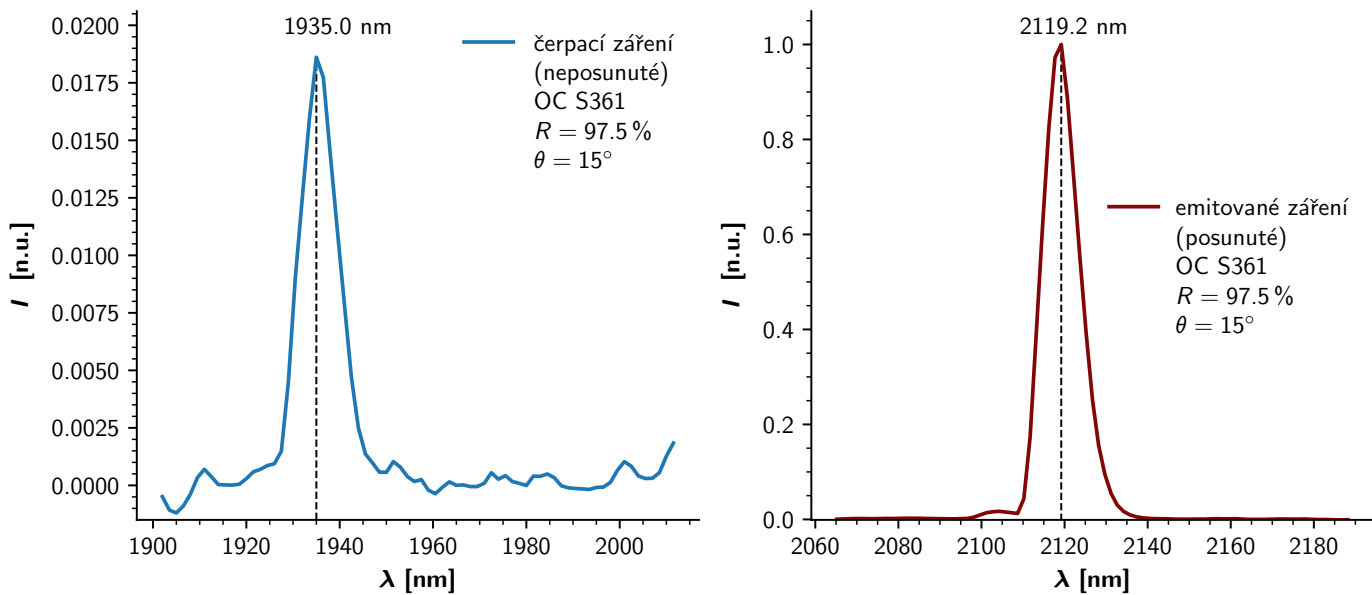 1935.0 nm
čerpací záření
(neposunuté)
OC S361
R = 97.5 %
θ = 15°
0.0200
0.0175
0.0150
0.0125
0.0100
0.0075
0.0050
0.0025
0.0000
I [n.u.]
1900 1920 1940 1960 1980 2000
λ [nm]
2119.2 nm
emitované záření
(posunuté)
OC S361
R = 97.5 %
θ = 15°
1.0
0.8
0.6
0.4
0.2
0.0
I [n.u.]
2060 2080 2100 2120 2140 2160 2180
λ [nm]